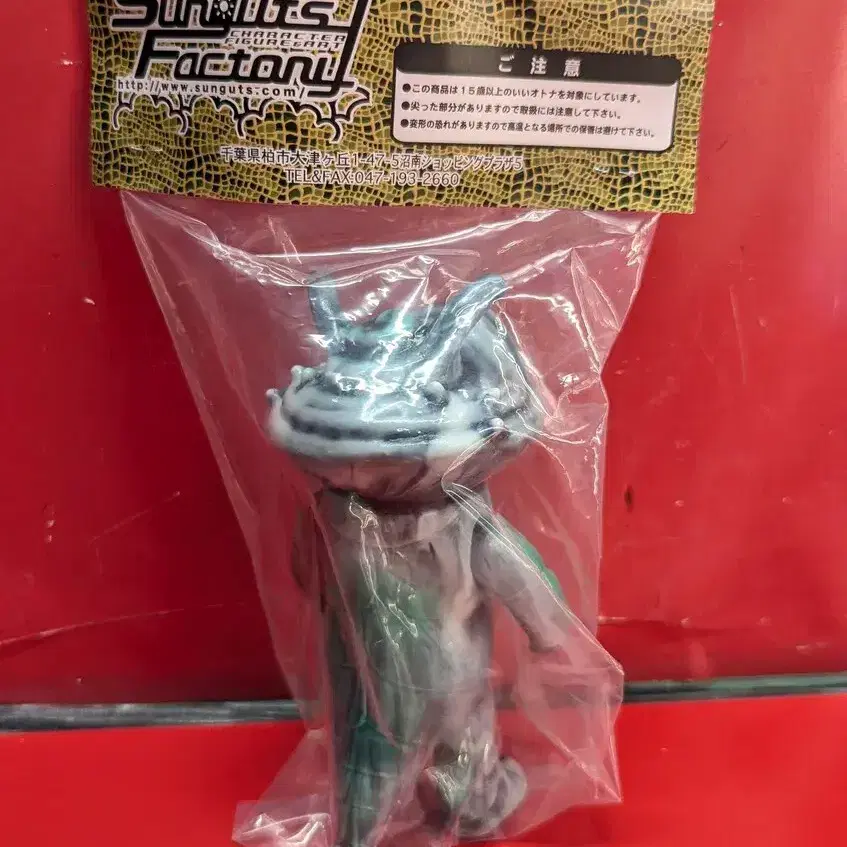 Sunguts
CHARACTER
FIGURE&ART
Factory
http://www.sunguts.com/
ご注意
●この商品は15歳以上のいいオトナを対象にしています。
●尖った部分がありますので取扱には注意して下さい。
●変形の恐れがありますので高温となる場所での保管は避けて下さい。
千葉県柏市大津ヶ丘1-47-5沼南ショッピングプラザ5
TEL&FAX:047-193-2660